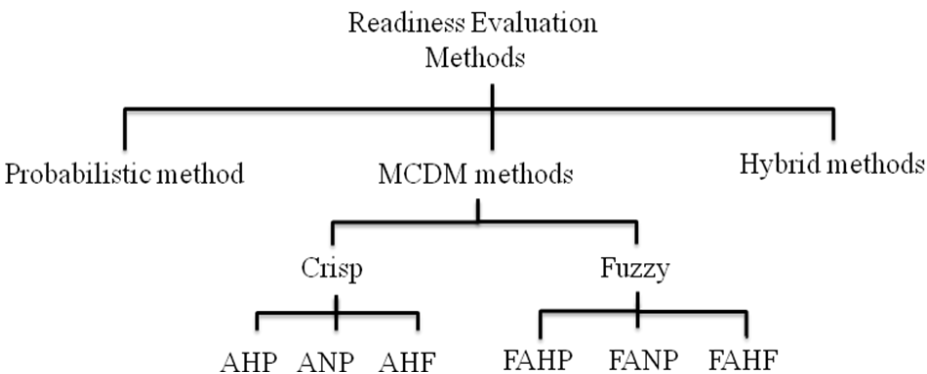 Readiness Evaluation
Methods
Probabilistic method
MCDM methods
Hybrid methods
Crisp
Fuzzy
AHP
ANP
AHF
FAHP
FANP
FAHF